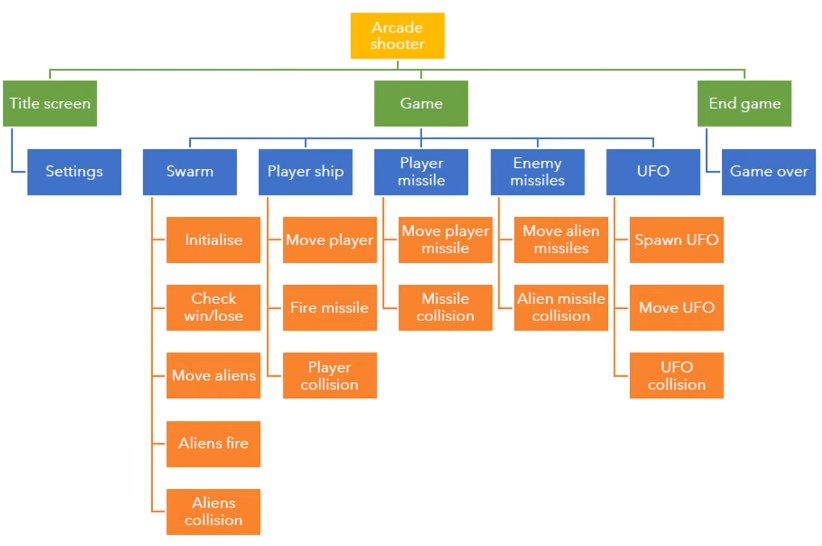 Arcade
shooter
Title screen
Game
End game
Settings
Swarm
Player ship
Player
missile
Enemy
missiles
UFO
Game over
Initialise
Move player
Move player
missile
Move alien
missiles
Spawn UFO
Check
win/lose
Fire missile
Missile
collision
Alien missile
collision
Move UFO
Move aliens
Player
collision
UFO
collision
Aliens fire
Aliens
collision